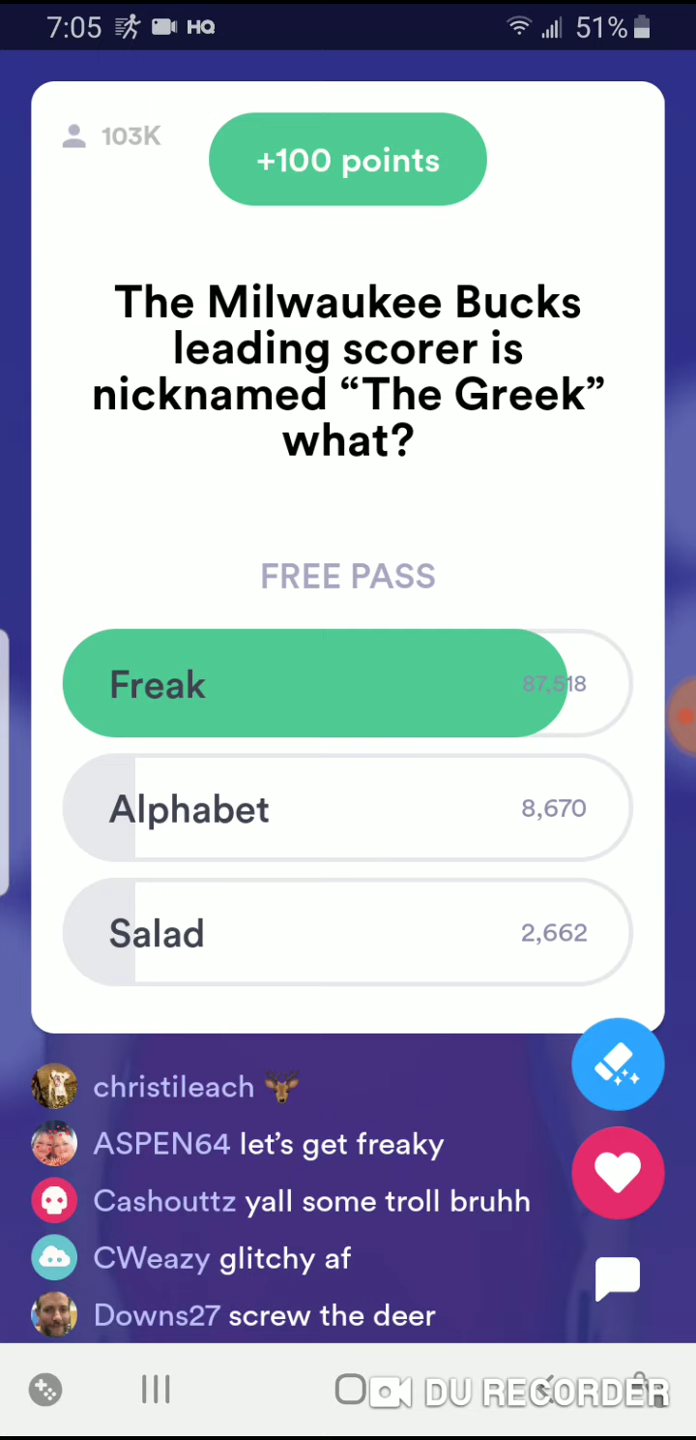 7:05 HQ 51%
103K
+100 points
The Milwaukee Bucks
leading scorer is
nicknamed “The Greek”
what?
FREE PASS
Freak 87,518
Alphabet 8,670
Salad 2,662
christileach
ASPEN64 let’s get freaky
Cashouttz yall some troll bruhh
CWeazy glitchy af
Downs27 screw the deer
DU RECORDER